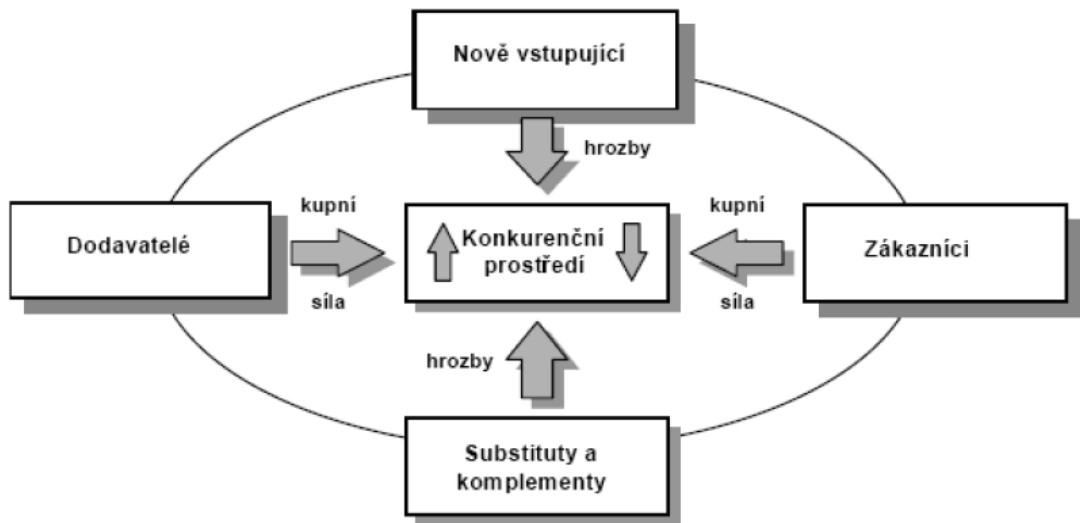 Nově vstupující
hrozby
Dodavatelé
kupní
síla
Konkurenční
prostředí
kupní
síla
Zákazníci
hrozby
Substituty a
komplementy